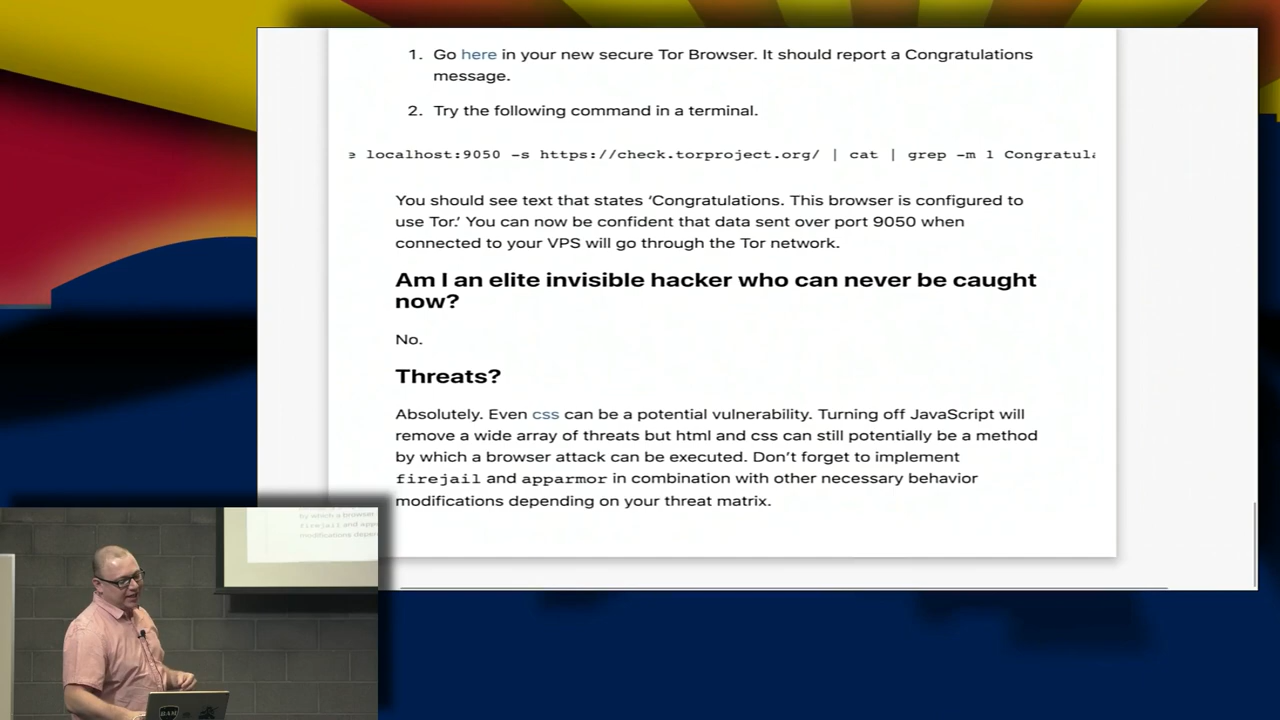 1. Go here in your new secure Tor Browser. It should report a Congratulations
message.
2. Try the following command in a terminal.
localhost:9050 -s https://check.torproject.org/ | cat | grep -m 1
You should see text that states ‘Congratulations. This browser is configured to
use Tor.’ You can now be confident that data sent over port 9050 when
connected to your VPS will go through the Tor network.
Am I an elite invisible hacker who can never be caught
now?
No.
Threats?
Absolutely. Even css can be a potential vulnerability. Turning off JavaScript will
remove a wide array of threats but html and css can still potentially be a method
by which a browser attack can be executed. Don’t forget to implement
firejail and apparmor in combination with other necessary behavior
modifications depending on your threat matrix.
by which a browser
firejail and
modifications